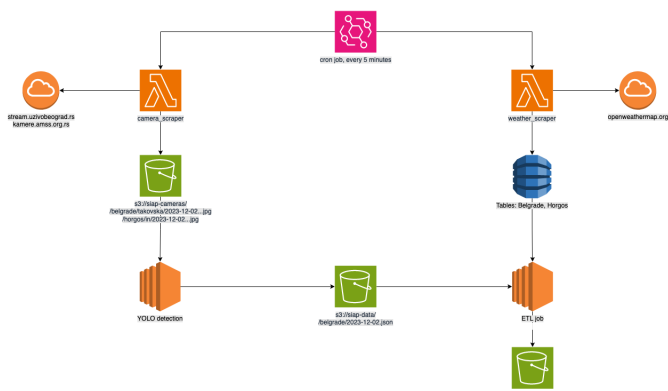 cron job, every 5 minutes
stream.uzivobeograd.rs
kamere.amss.org.rs
camera_scraper
weather_scraper
openweathermap.org
s3://siap-cameras/
/belgrade/takovska/2023-12-02...jpg
/horgos/in/2023-12-02...jpg
Tables: Belgrade, Horgos
YOLO detection
s3://siap-data/
/belgrade/2023-12-02.json
ETL job